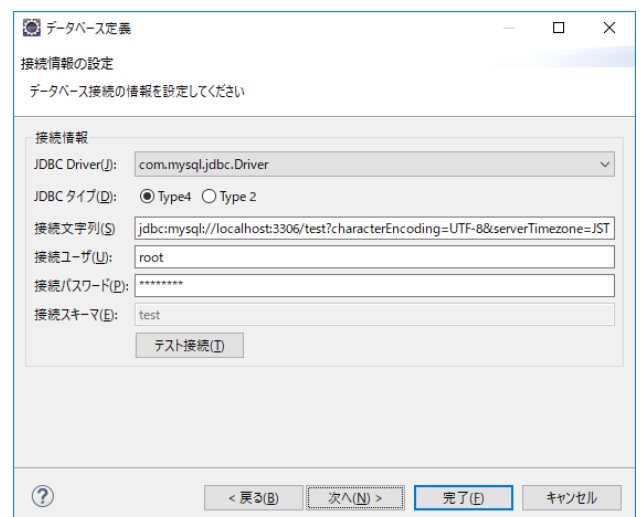 データベース定義
接続情報の設定
データベース接続の情報を設定してください
接続情報
JDBC Driver(J): com.mysql.jdbc.Driver
JDBC タイプ(D): Type4 Type 2
接続文字列(S) jdbc:mysql://localhost:3306/test?characterEncoding=UTF-8&serverTimezone=JST
接続ユーザ(U): root
接続パスワード(P): ********
接続スキーマ(E): test
テスト接続(T)
< 戻る(B) 次へ(N) > 完了(F) キャンセル